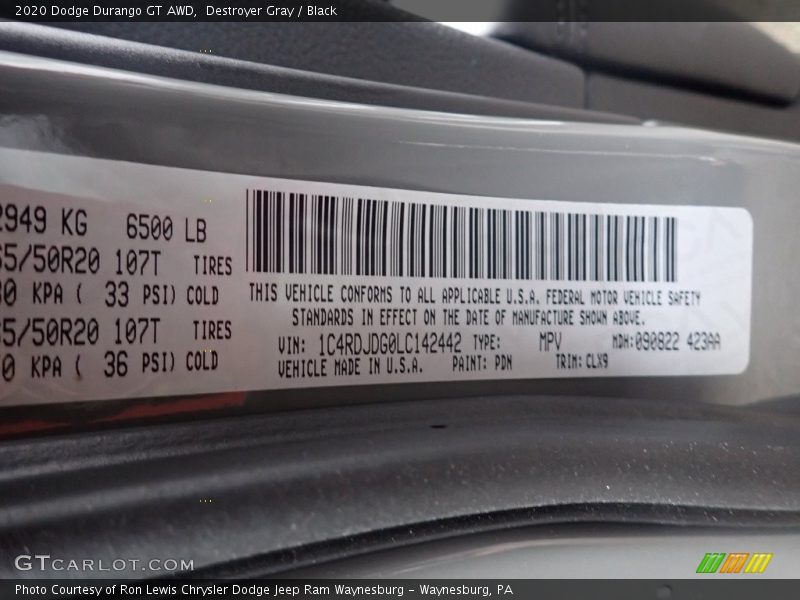 2020 Dodge Durango GT AWD,  Destroyer Gray / Black
2949 KG 6500 LB
65/50R20 107T TIRES
KPA ( 33 PSI) COLD
65/50R20 107T TIRES
KPA ( 36 PSI) COLD
THIS VEHICLE CONFORMS TO ALL APPLICABLE U.S.A. FEDERAL MOTOR VEHICLE SAFETY
STANDARDS IN EFFECT ON THE DATE OF MANUFACTURE SHOWN ABOVE.
VIN: 1C4RDJDG0LC142442 TYPE: MPV MDH:090822 423AA
VEHICLE MADE IN U.S.A. PAINT: PDN TRIM: CLX9
GTCARLOT.COM
Photo Courtesy of Ron Lewis Chrysler Dodge Jeep Ram Waynesburg – Waynesburg, PA